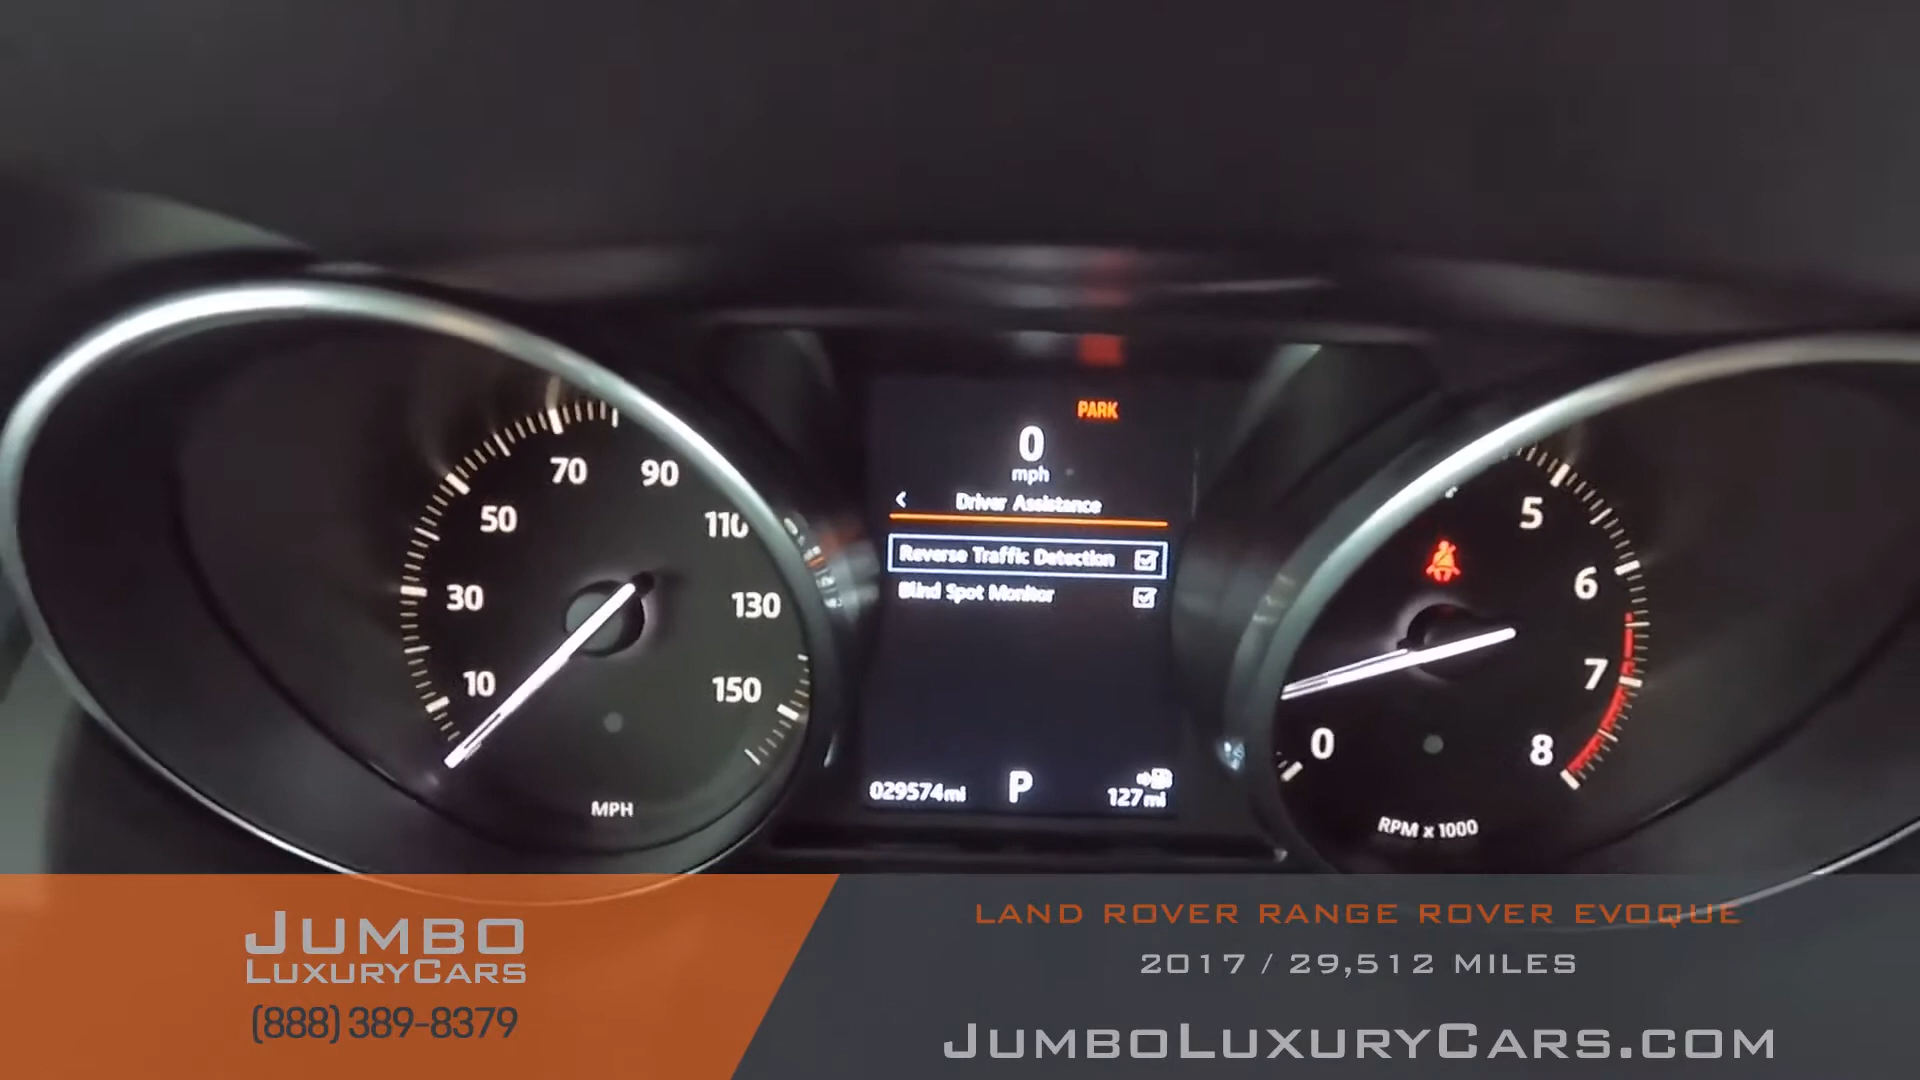 PARK
0
mph
Driver Assistance
Reverse Traffic Detection
Blind Spot Monitor
029574mi
P
127mi
10
30
50
70
90
110
130
150
MPH
0
5
6
7
8
RPM x 1000
JUMBO
LUXURYCARS
(888) 389-8379
LAND ROVER RANGE ROVER EVOQUE
2017 / 29,512 MILES
JUMBOLUXURYCARS.COM